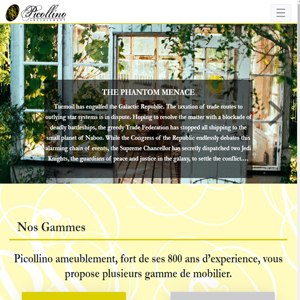 Picollino
THE PHANTOM MENACE
Turmoil has engulfed the Galactic Republic. The taxation of trade routes to
outlying star systems is in dispute. Hoping to resolve the matter with a blockade of
deadly battleships, the greedy Trade Federation has stopped all shipping to the
small planet of Naboo. While the Congress of the Republic endlessly debates this
alarming chain of events, the Supreme Chancellor has secretly dispatched two Jedi
Knights, the guardians of peace and justice in the galaxy, to settle the conflict....
Nos Gammes
Picollino ameublement, fort de ses 800 ans d'experience, vous
propose plusieurs gamme de mobilier.